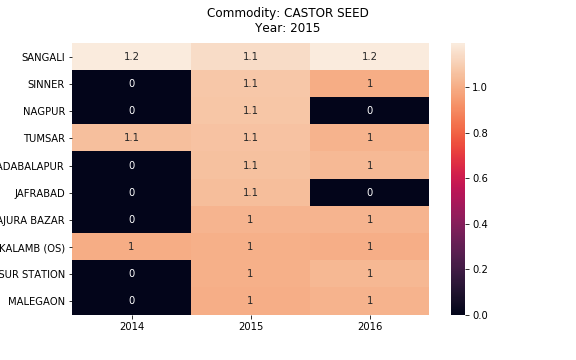 Commodity: CASTOR SEED
Year: 2015
SANGALI 1.2 1.1 1.2
SINNER 0 1.1 1
NAGPUR 0 1.1 0
TUMSAR 1.1 1.1 1
ADABALAPUR 0 1.1 1
JAFRABAD 0 1.1 0
AJURA BAZAR 0 1 1
KALAMB (OS) 1 1 1
SUR STATION 0 1 1
MALEGAON 0 1 1
2014 2015 2016
1.0
0.8
0.6
0.4
0.2
0.0